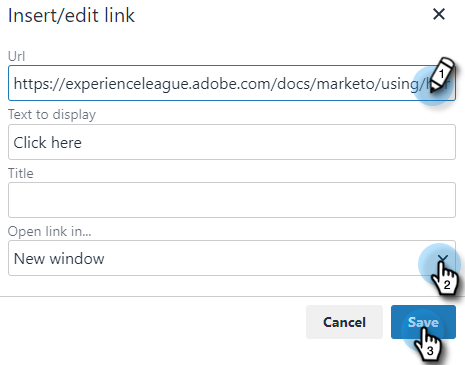 Insert/edit link
Url
https://experienceleague.adobe.com/docs/marketo/using/
1
Text to display
Click here
Title
Open link in...
New window
2
Cancel Save
3